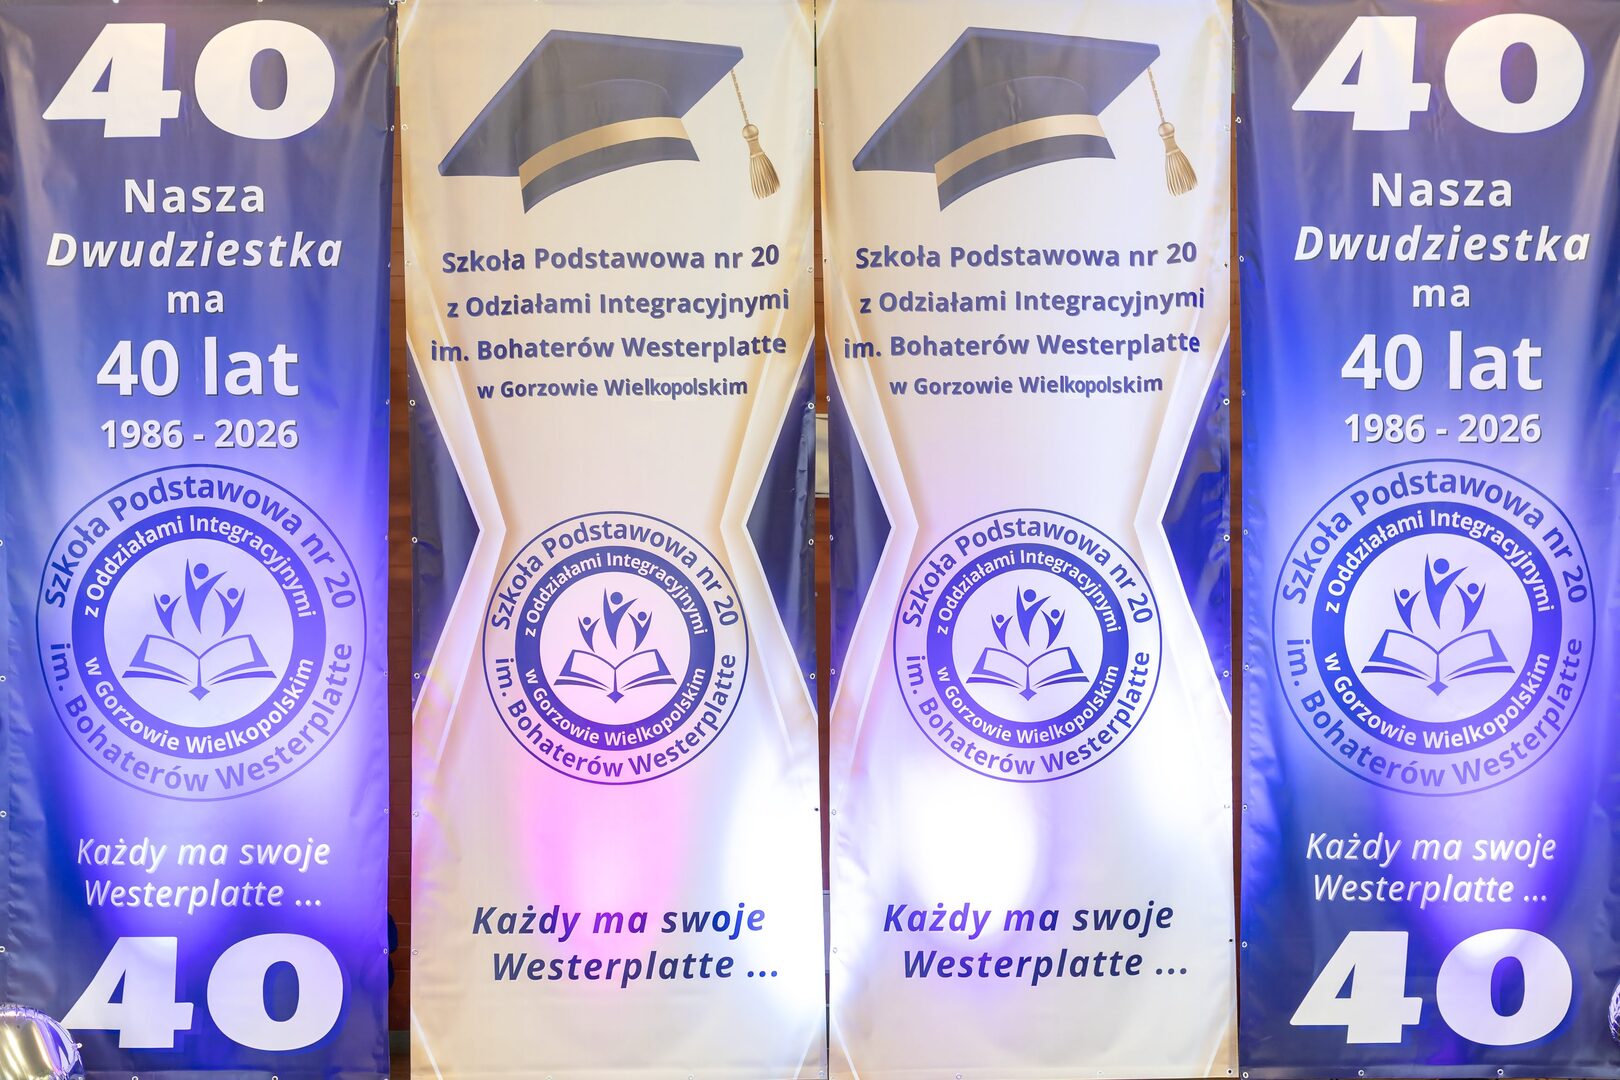 40
Nasza
Dwudziestka
ma
40 lat
1986 - 2026
Szkoła Podstawowa nr 20
z Oddziałami Integracyjnymi
w Gorzowie Wielkopolskim
im. Bohaterów Westerplatte
Każdy ma swoje
Westerplatte ...
40
Szkoła Podstawowa nr 20
z Odziałami Integracyjnymi
im. Bohaterów Westerplatte
w Gorzowie Wielkopolskim
Szkoła Podstawowa nr 20
z Oddziałami Integracyjnymi
w Gorzowie Wielkopolskim
im. Bohaterów Westerplatte
Każdy ma swoje
Westerplatte ...
Szkoła Podstawowa nr 20
z Odziałami Integracyjnymi
im. Bohaterów Westerplatte
w Gorzowie Wielkopolskim
Szkoła Podstawowa nr 20
z Oddziałami Integracyjnymi
w Gorzowie Wielkopolskim
im. Bohaterów Westerplatte
Każdy ma swoje
Westerplatte ...
40
Nasza
Dwudziestka
ma
40 lat
1986 - 2026
Szkoła Podstawowa nr 20
z Oddziałami Integracyjnymi
w Gorzowie Wielkopolskim
im. Bohaterów Westerplatte
Każdy ma swoje
Westerplatte ...
40